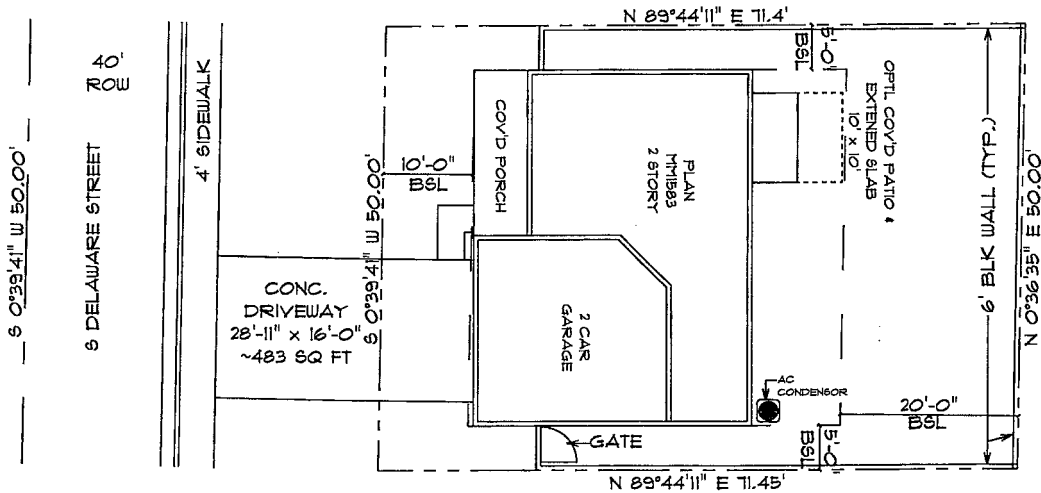 N 89°44'11" E 71.4'
40'
ROW
S DELAWARE STREET
S 0°39'41" W 50.00'
4' SIDEWALK
10'-0"
BSL
S 0°39'41" W 50.00'
COV'D PORCH
PLAN
MM1583
2 STORY
5'-0"
BSL
OPT'L COV'D PATIO &
EXTENED SLAB
10' x 10'
6' BLK WALL (TYP.)
N 0°36'35" E 50.00'
CONC.
DRIVEWAY
28'-11" x 16'-0"
~483 SQ FT
2 CAR
GARAGE
AC
CONDENSOR
20'-0"
BSL
GATE
5'-0
BSL
N 89°44'11" E 71.45'